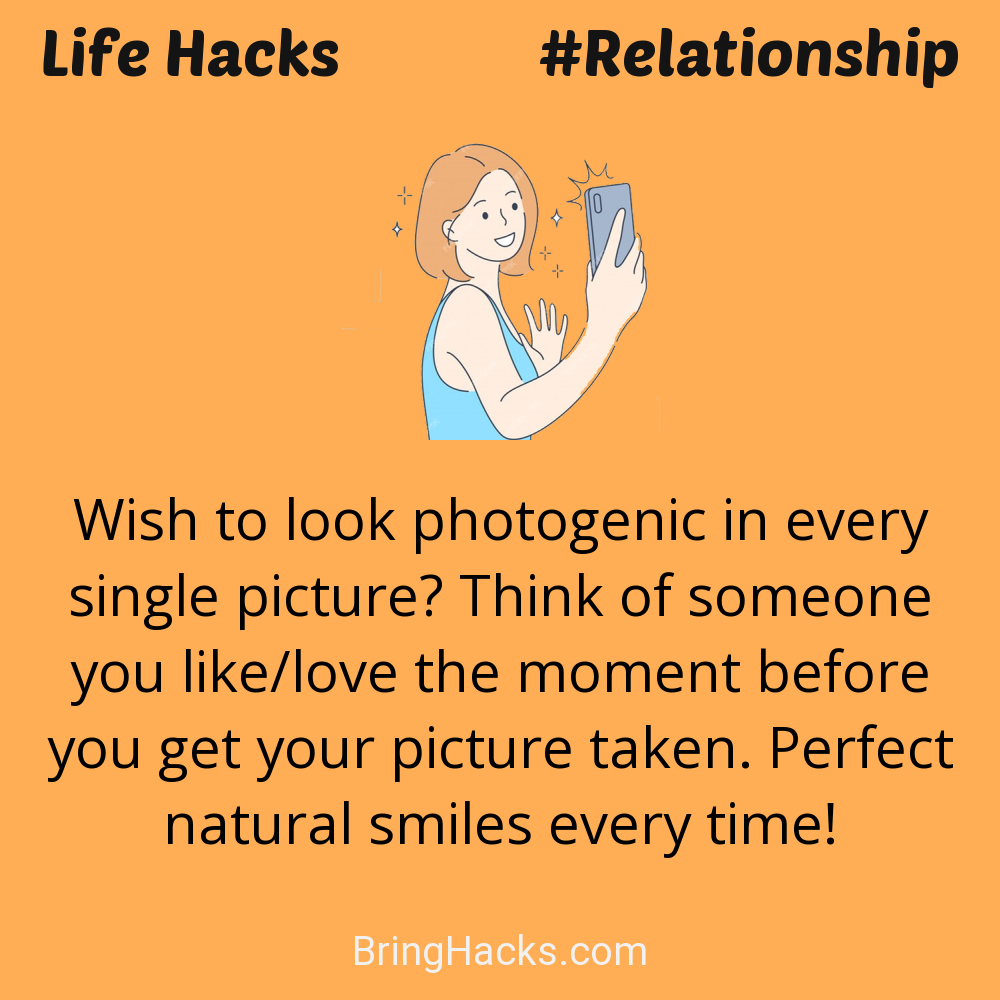 Life Hacks #Relationship
Wish to look photogenic in every
single picture? Think of someone
you like/love the moment before
you get your picture taken. Perfect
natural smiles every time!
BringHacks.com